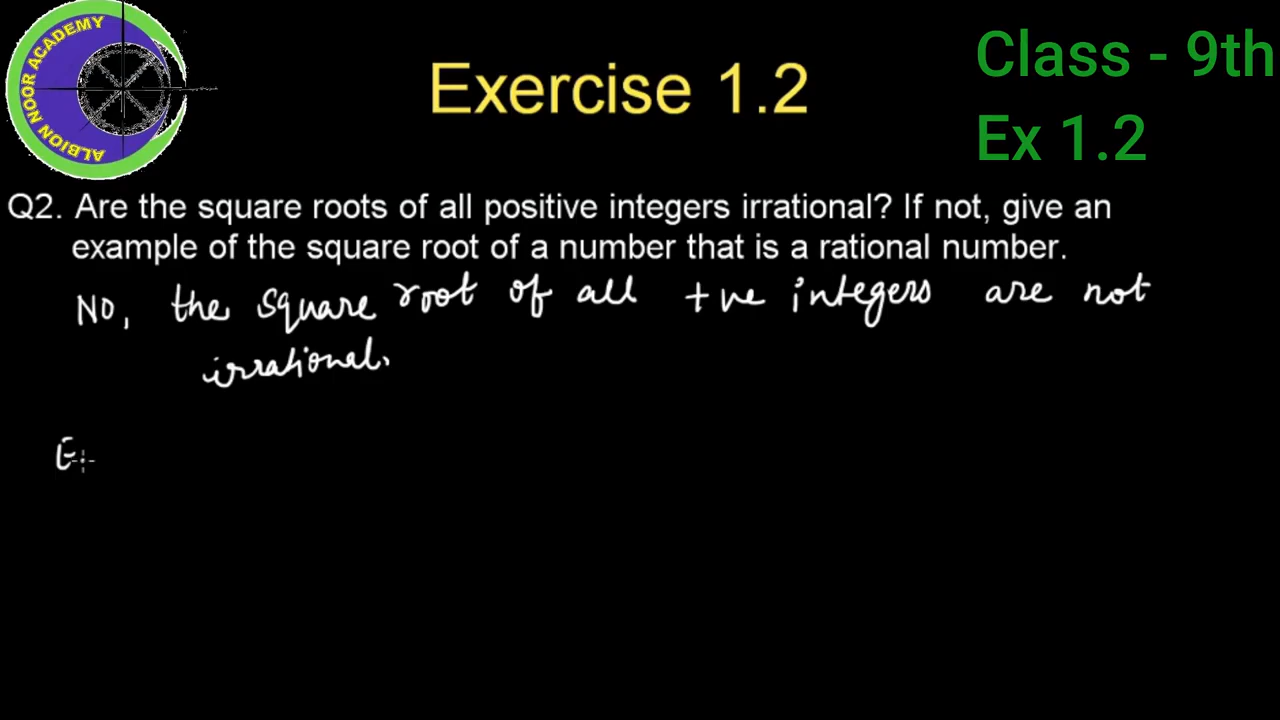 ALBION NOOR ACADEMY
Exercise 1.2
Class - 9th
Ex 1.2
Q2. Are the square roots of all positive integers irrational? If not, give an
example of the square root of a number that is a rational number.
No, the square root of all +ve integers are not
irrational.
E